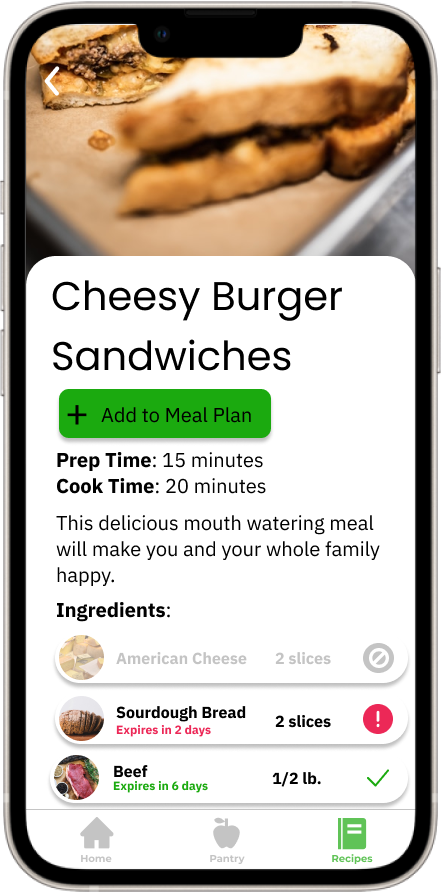 Cheesy Burger
Sandwiches
+ Add to Meal Plan
Prep Time: 15 minutes
Cook Time: 20 minutes
This delicious mouth watering meal
will make you and your whole family
happy.
Ingredients:
American Cheese 2 slices
Sourdough Bread 2 slices
Expires in 2 days
Beef 1/2 lb.
Expires in 6 days
Home Pantry Recipes